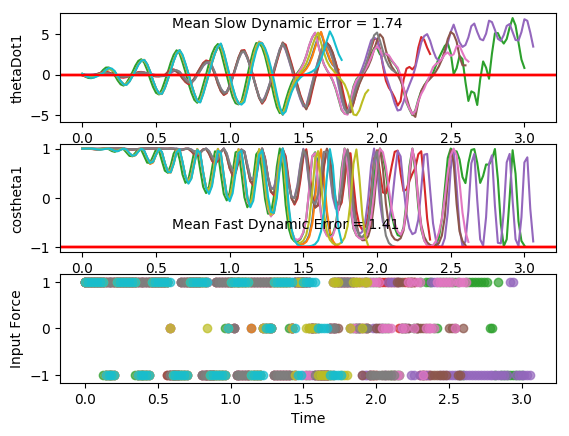 Mean Slow Dynamic Error = 1.74
thetaDot1
5
0
−5
0.0 0.5 1.0 1.5 2.0 2.5 3.0
costheta1
1
0
−1
Mean Fast Dynamic Error = 1.41
0.0 0.5 1.0 1.5 2.0 2.5 3.0
Input Force
1
0
−1
0.0 0.5 1.0 1.5 2.0 2.5 3.0
Time